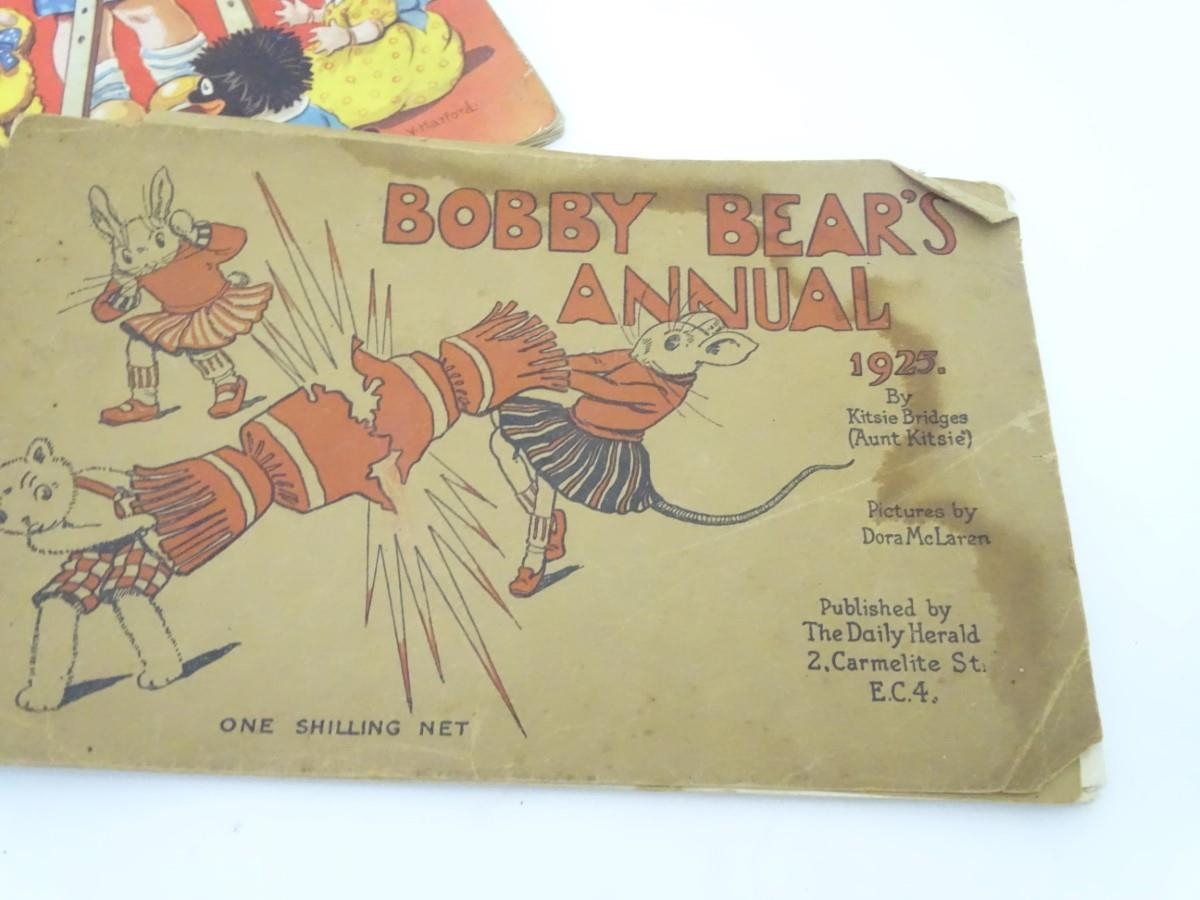 V. Harford.
BOBBY BEAR'S
ANNUAL
1925.
By
Kitsie Bridges
(Aunt Kitsie)
Pictures by
Dora McLaren
Published by
The Daily Herald
2, Carmelite St.
E.C.4.
ONE SHILLING NET